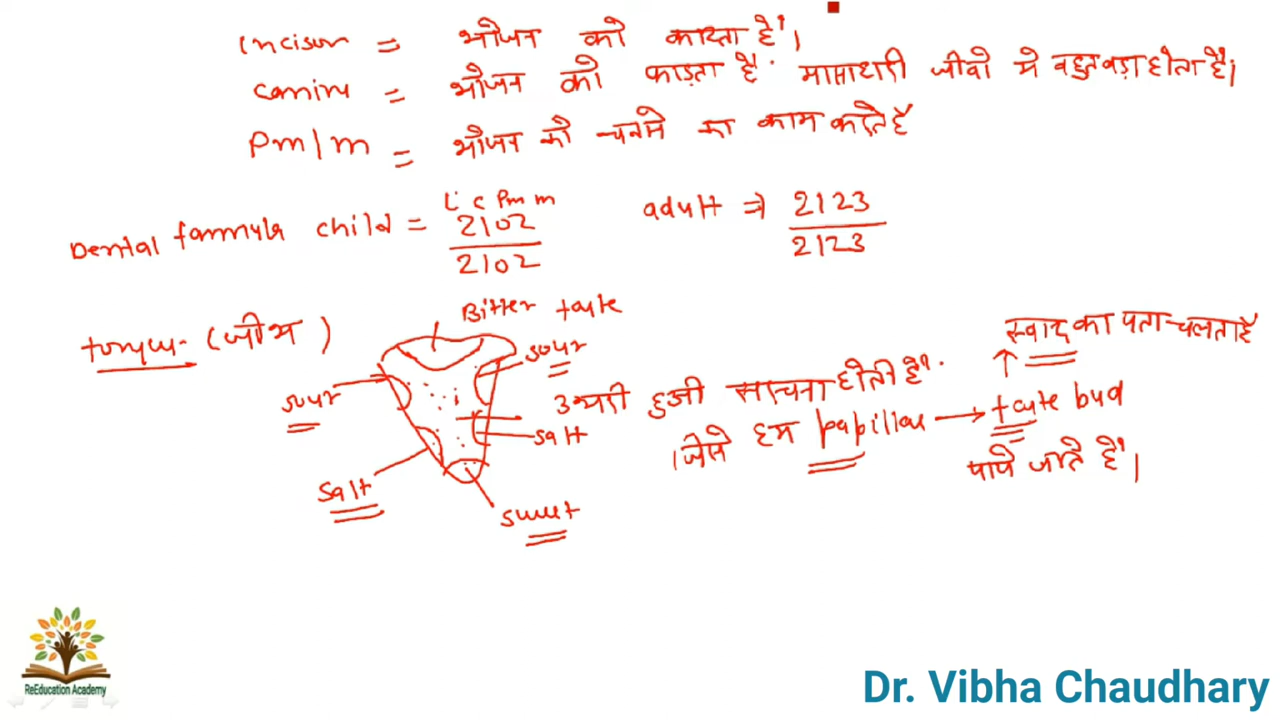 Incisor = भोजन को काटता है।
canine = भोजन को फाड़ता है. मासाहारी जीवो मे बहुत बड़ा होता है।
Pm/m = भोजन को चबाने का काम करते है
Dental formula child = 2102 / 2102
i c Pm m
adult ⇒ 2123 / 2123
tongue- (जीभ)
Bitter taste
sour
sour
salt
salt
sweet
उभरी हुई संरचना होती है.
जिसे हम papillae → taste bud
स्वाद का पता चलता है
पाये जाते है।
ReEducation Academy
Dr. Vibha Chaudhary